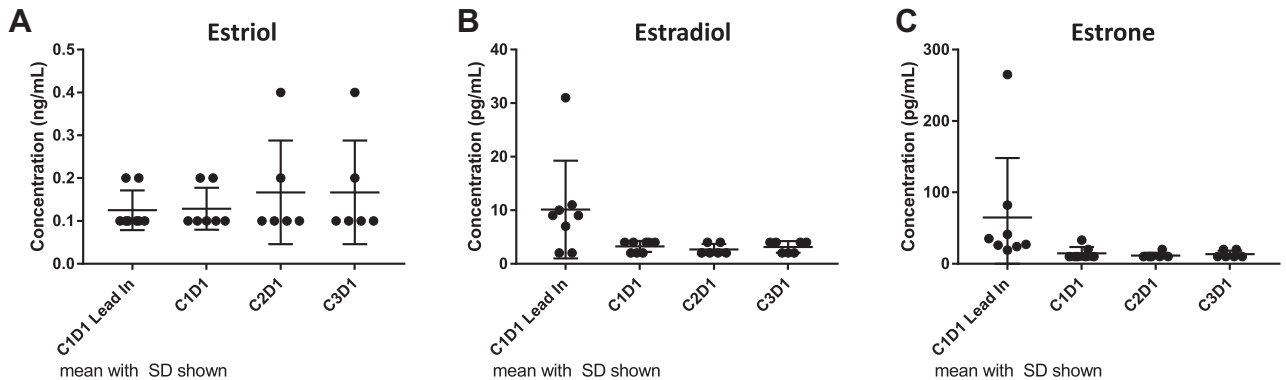 A
Estriol
Concentration (ng/mL)
0.5
0.4
0.3
0.2
0.1
0.0
C1D1 Lead In
C1D1
C2D1
C3D1
mean with SD shown
B
Estradiol
Concentration (pg/mL)
40
30
20
10
0
C1D1 Lead In
C1D1
C2D1
C3D1
mean with SD shown
C
Estrone
Concentration (pg/mL)
300
200
100
0
C1D1 Lead In
C1D1
C2D1
C3D1
mean with SD shown